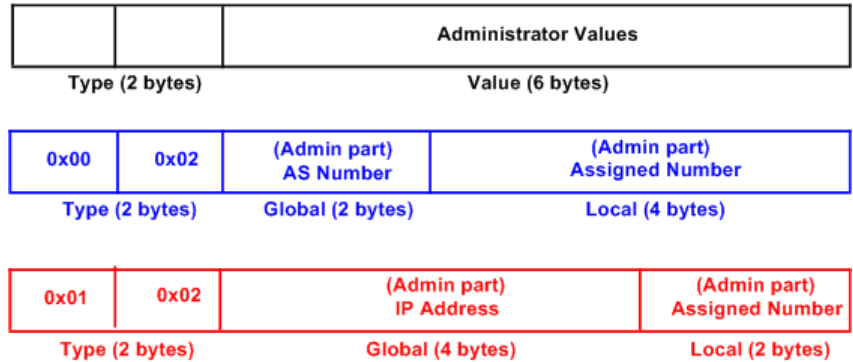 Administrator Values
Type (2 bytes) Value (6 bytes)
0x00 0x02 (Admin part) (Admin part)
AS Number Assigned Number
Type (2 bytes) Global (2 bytes) Local (4 bytes)
0x01 0x02 (Admin part) (Admin part)
IP Address Assigned Number
Type (2 bytes) Global (4 bytes) Local (2 bytes)